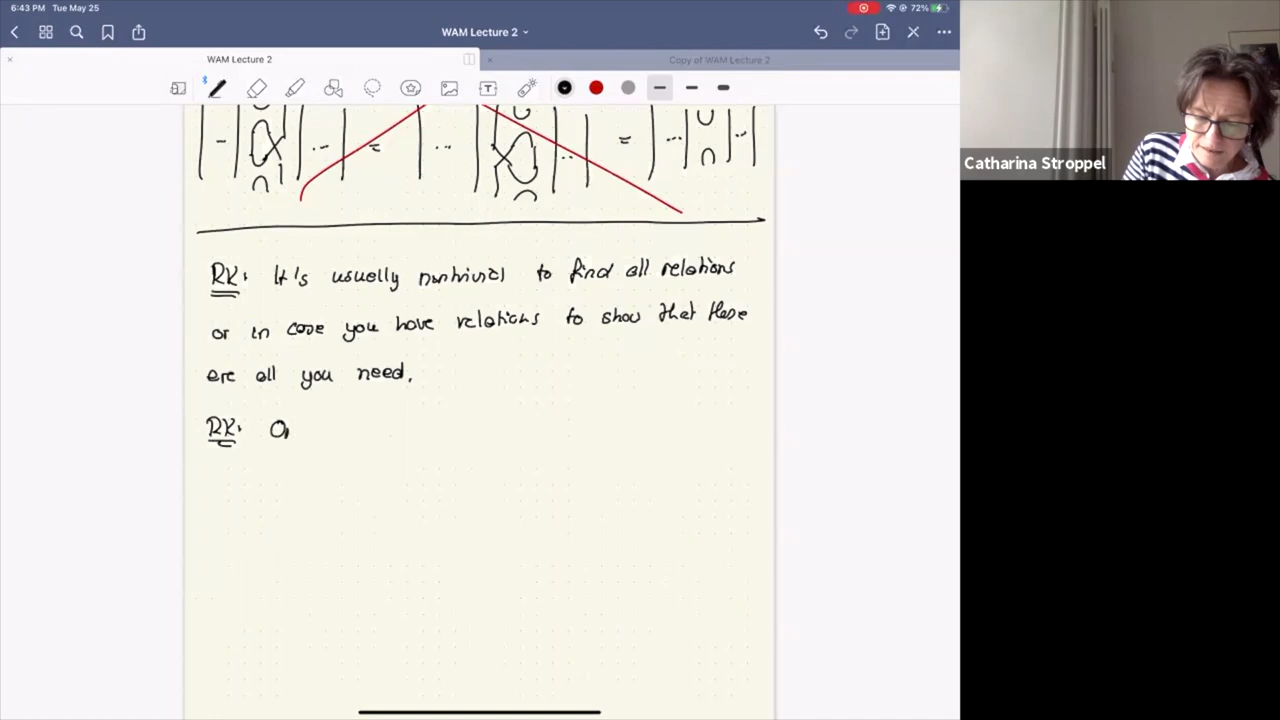 6:43 PM Tue May 25
72%
WAM Lecture 2
WAM Lecture 2
Copy of WAM Lecture 2
Catharina Stroppel
RK: It's usually nontrivial to find all relations
or in case you have relations to show that these
are all you need.
RK: